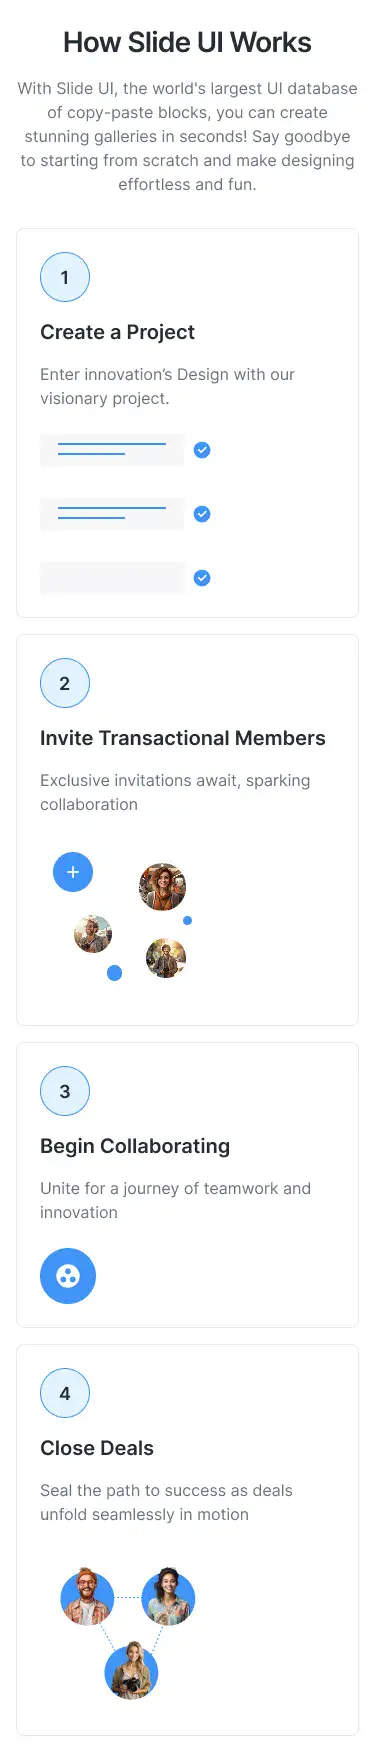 How Slide UI Works
With Slide UI, the world's largest UI database
of copy-paste blocks, you can create
stunning galleries in seconds! Say goodbye
to starting from scratch and make designing
effortless and fun.
1
Create a Project
Enter innovation’s Design with our
visionary project.
2
Invite Transactional Members
Exclusive invitations await, sparking
collaboration
3
Begin Collaborating
Unite for a journey of teamwork and
innovation
4
Close Deals
Seal the path to success as deals
unfold seamlessly in motion